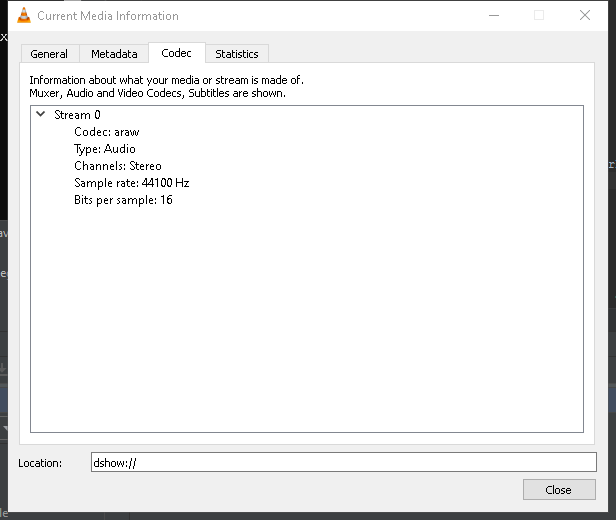 Current Media Information
General
Metadata
Codec
Statistics
Information about what your media or stream is made of.
Muxer, Audio and Video Codecs, Subtitles are shown.
Stream 0
Codec: araw
Type: Audio
Channels: Stereo
Sample rate: 44100 Hz
Bits per sample: 16
Location:
dshow://
Close